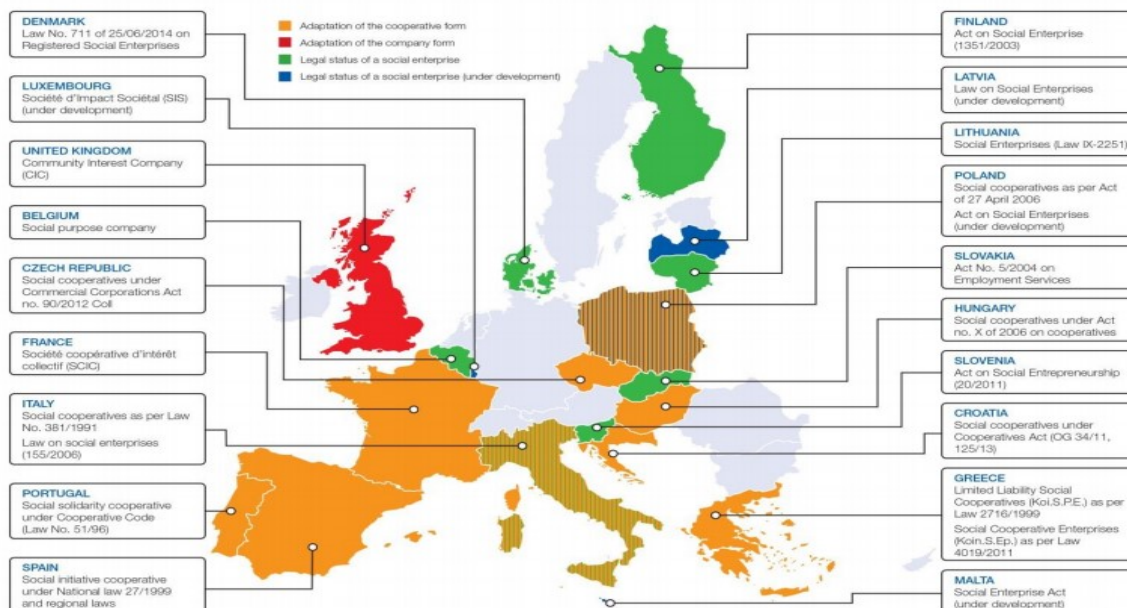 DENMARK
Law No. 711 of 25/06/2014 on
Registered Social Enterprises
LUXEMBOURG
Société d'Impact Sociétal (SIS)
(under development)
UNITED KINGDOM
Community Interest Company
(CIC)
BELGIUM
Social purpose company
CZECH REPUBLIC
Social cooperatives under
Commercial Corporations Act
no. 90/2012 Coll
FRANCE
Société coopérative d'intérêt
collectif (SCIC)
ITALY
Social cooperatives as per Law
No. 381/1991
Law on social enterprises
(155/2006)
PORTUGAL
Social solidarity cooperative
under Cooperative Code
(Law No. 51/96)
SPAIN
Social initiative cooperative
under National law 27/1999
and regional laws
Adaptation of the cooperative form
Adaptation of the company form
Legal status of a social enterprise
Legal status of a social enterprise (under development)
FINLAND
Act on Social Enterprise
(1351/2003)
LATVIA
Law on Social Enterprises
(under development)
LITHUANIA
Social Enterprises (Law IX-2251)
POLAND
Social cooperatives as per Act
of 27 April 2006
Act on Social Enterprises
(under development)
SLOVAKIA
Act No. 5/2004 on
Employment Services
HUNGARY
Social cooperatives under Act
no. X of 2006 on cooperatives
SLOVENIA
Act on Social Entrepreneurship
(20/2011)
CROATIA
Social cooperatives under
Cooperatives Act (OG 34/11,
125/13)
GREECE
Limited Liability Social
Cooperatives (Koi.S.P.E.) as per
Law 2716/1999
Social Cooperative Enterprises
(Koin.S.Ep.) as per Law
4019/2011
MALTA
Social Enterprise Act
(under development)